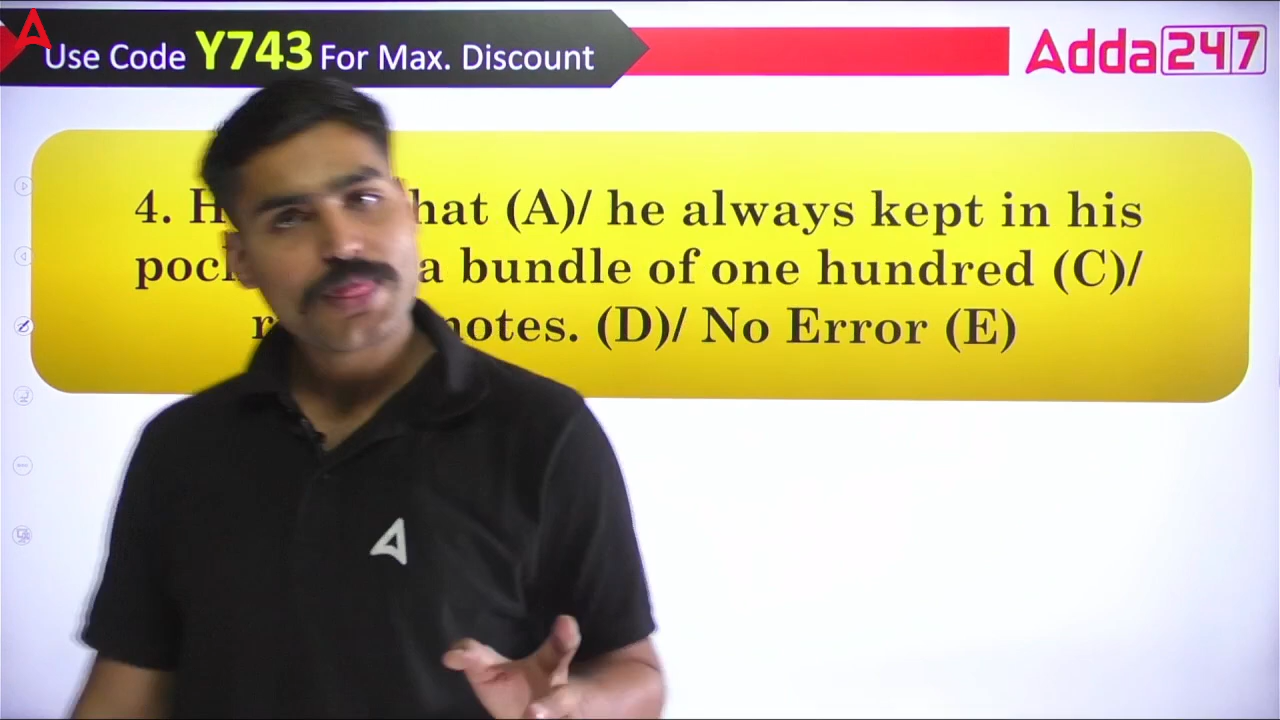 Use Code Y743 For Max. Discount
Adda247
4. hat (A)/ he always kept in his
a bundle of one hundred (C)/
notes. (D)/ No Error (E)